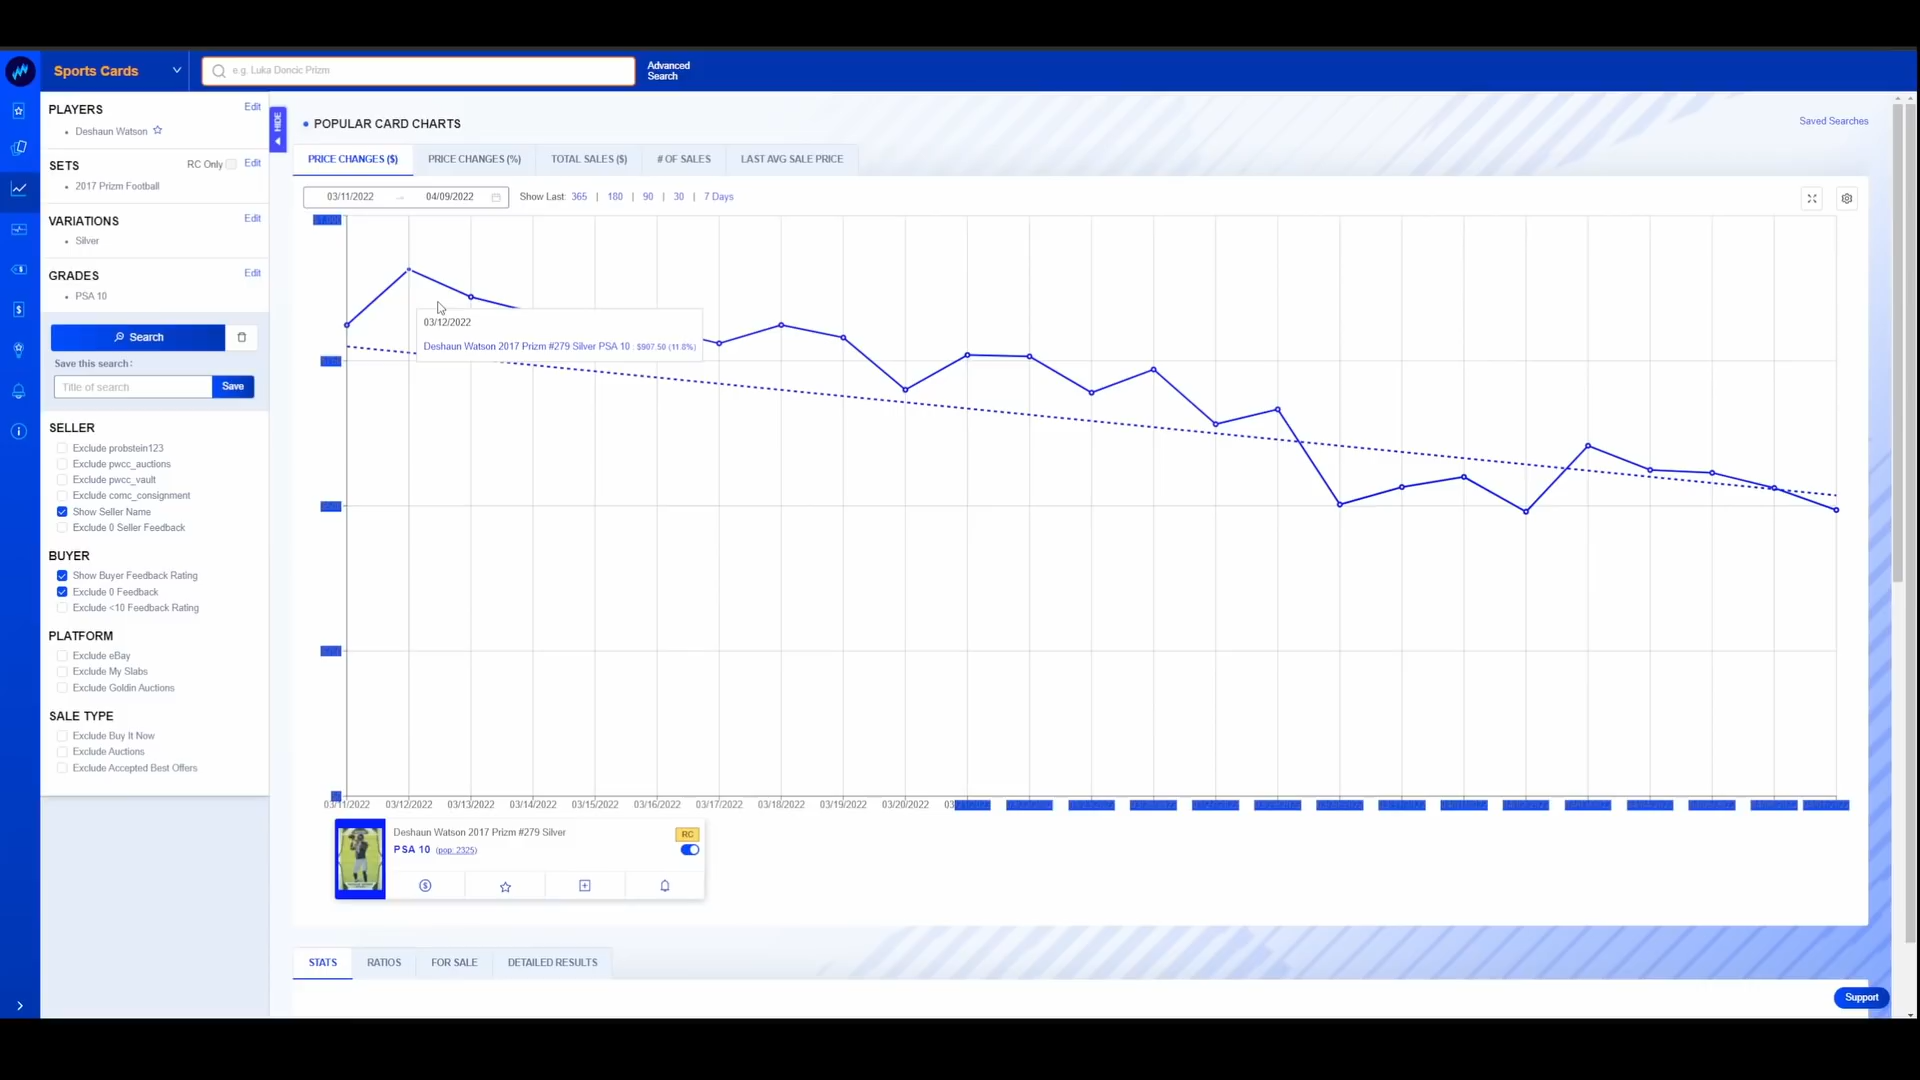 Sports Cards
e.g. Luka Doncic Prizm
Advanced
Search
PLAYERS
Edit
Deshaun Watson
SETS
RC Only
Edit
2017 Prizm Football
VARIATIONS
Edit
Silver
GRADES
Edit
PSA 10
Search
Save this search:
Title of search
Save
SELLER
Exclude probstein123
Exclude pwcc_auctions
Exclude pwcc_vault
Exclude comc_consignment
Show Seller Name
Exclude 0 Seller Feedback
BUYER
Show Buyer Feedback Rating
Exclude 0 Feedback
Exclude <10 Feedback Rating
PLATFORM
Exclude eBay
Exclude My Slabs
Exclude Goldin Auctions
SALE TYPE
Exclude Buy It Now
Exclude Auctions
Exclude Accepted Best Offers
HIDE
POPULAR CARD CHARTS
Saved Searches
PRICE CHANGES ($)
PRICE CHANGES (%)
TOTAL SALES ($)
# OF SALES
LAST AVG SALE PRICE
03/11/2022
04/09/2022
Show Last: 365 | 180 | 90 | 30 | 7 Days
03/12/2022
Deshaun Watson 2017 Prizm #279 Silver PSA 10 : $907.50 (11.8%)
03/11/2022 03/12/2022 03/13/2022 03/14/2022 03/15/2022 03/16/2022 03/17/2022 03/18/2022 03/19/2022 03/20/2022
Deshaun Watson 2017 Prizm #279 Silver
RC
PSA 10 (pop: 2325)
STATS
RATIOS
FOR SALE
DETAILED RESULTS
Support